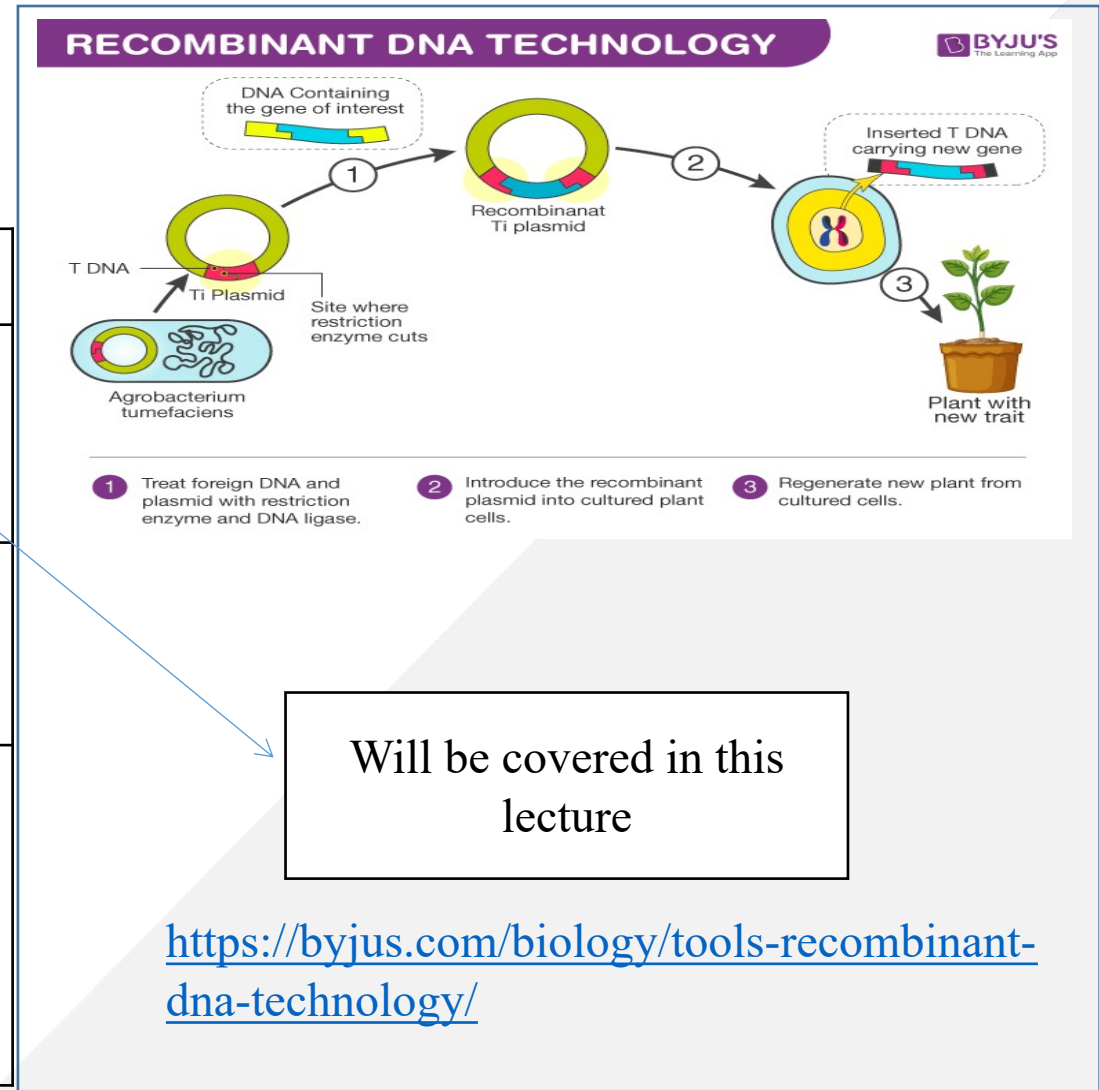 RECOMBINANT DNA TECHNOLOGY
BYJU'S
The Learning App
DNA Containing
the gene of interest
1
Recombinanat
Ti plasmid
2
Inserted T DNA
carrying new gene
T DNA
Ti Plasmid
Site where
restriction
enzyme cuts
Agrobacterium
tumefaciens
3
Plant with
new trait
1 Treat foreign DNA and
plasmid with restriction
enzyme and DNA ligase.
2 Introduce the recombinant
plasmid into cultured plant
cells.
3 Regenerate new plant from
cultured cells.
Will be covered in this
lecture
https://byjus.com/biology/tools-recombinant-
dna-technology/